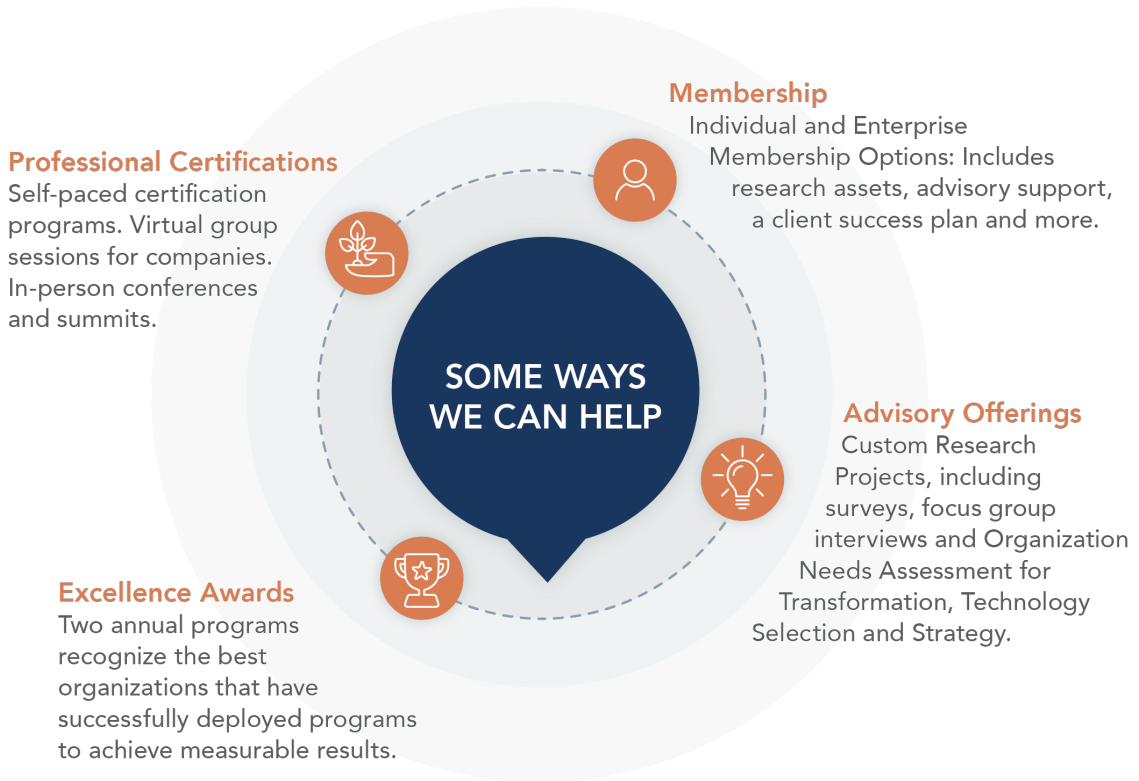 Membership
Individual and Enterprise
Membership Options: Includes
research assets, advisory support,
a client success plan and more.
Professional Certifications
Self-paced certification
programs. Virtual group
sessions for companies.
In-person conferences
and summits.
SOME WAYS
WE CAN HELP
Advisory Offerings
Custom Research
Projects, including
surveys, focus group
interviews and Organization
Needs Assessment for
Transformation, Technology
Selection and Strategy.
Excellence Awards
Two annual programs
recognize the best
organizations that have
successfully deployed programs
to achieve measurable results.